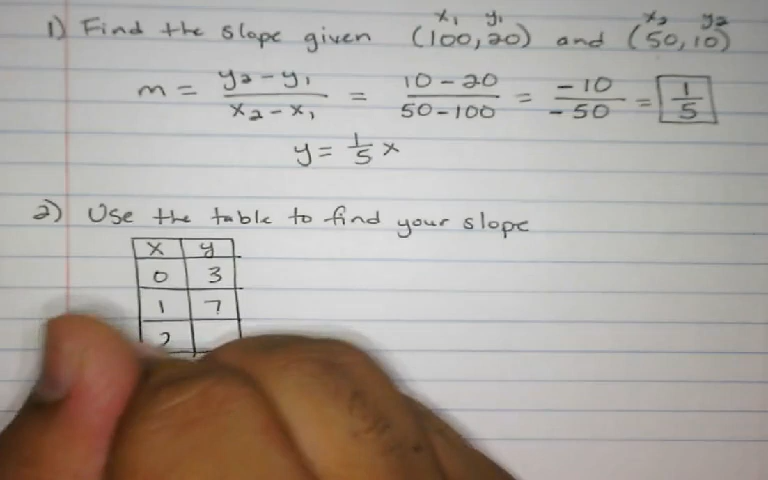 x₁ y₁ x₂ y₂
1) Find the slope given (100,20) and (50,10)
m = y₂-y₁ / x₂-x₁ = 10-20 / 50-100 = -10 / -50 = 1/5
y = 1/5 x
2) Use the table to find your slope
x y
0 3
1 7
2